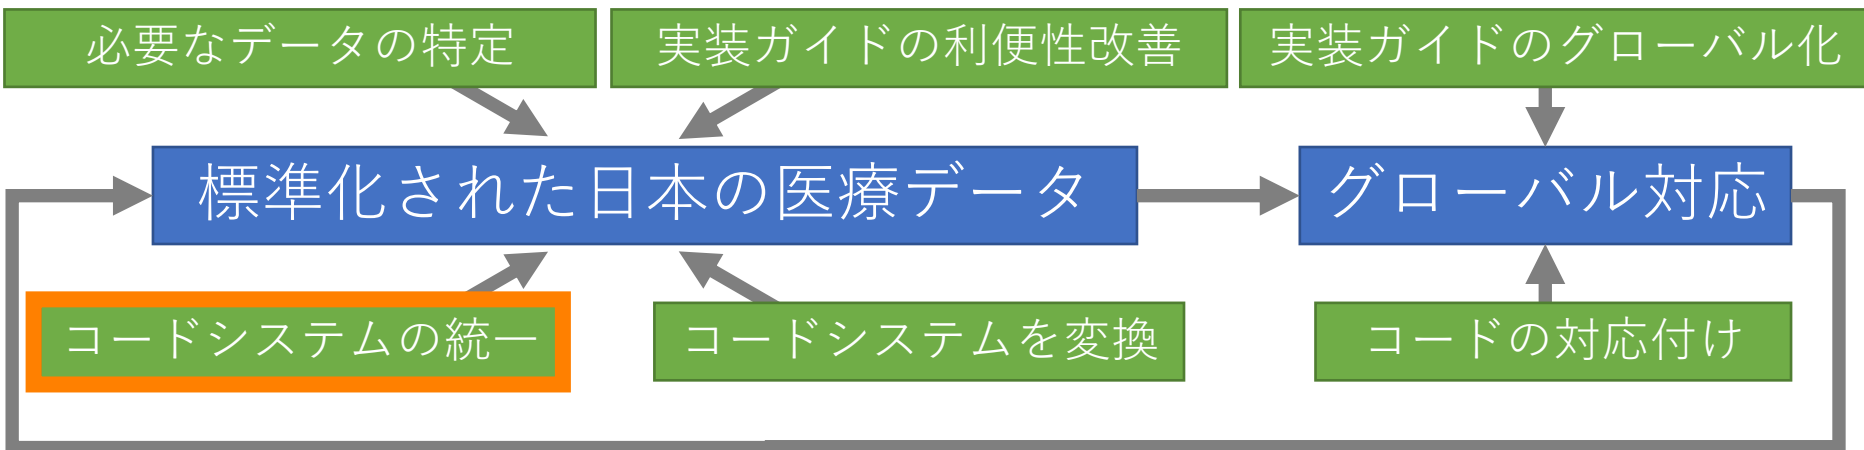 必要なデータの特定
実装ガイドの利便性改善
実装ガイドのグローバル化
標準化された日本の医療データ
グローバル対応
コードシステムの統一
コードシステムを変換
コードの対応付け